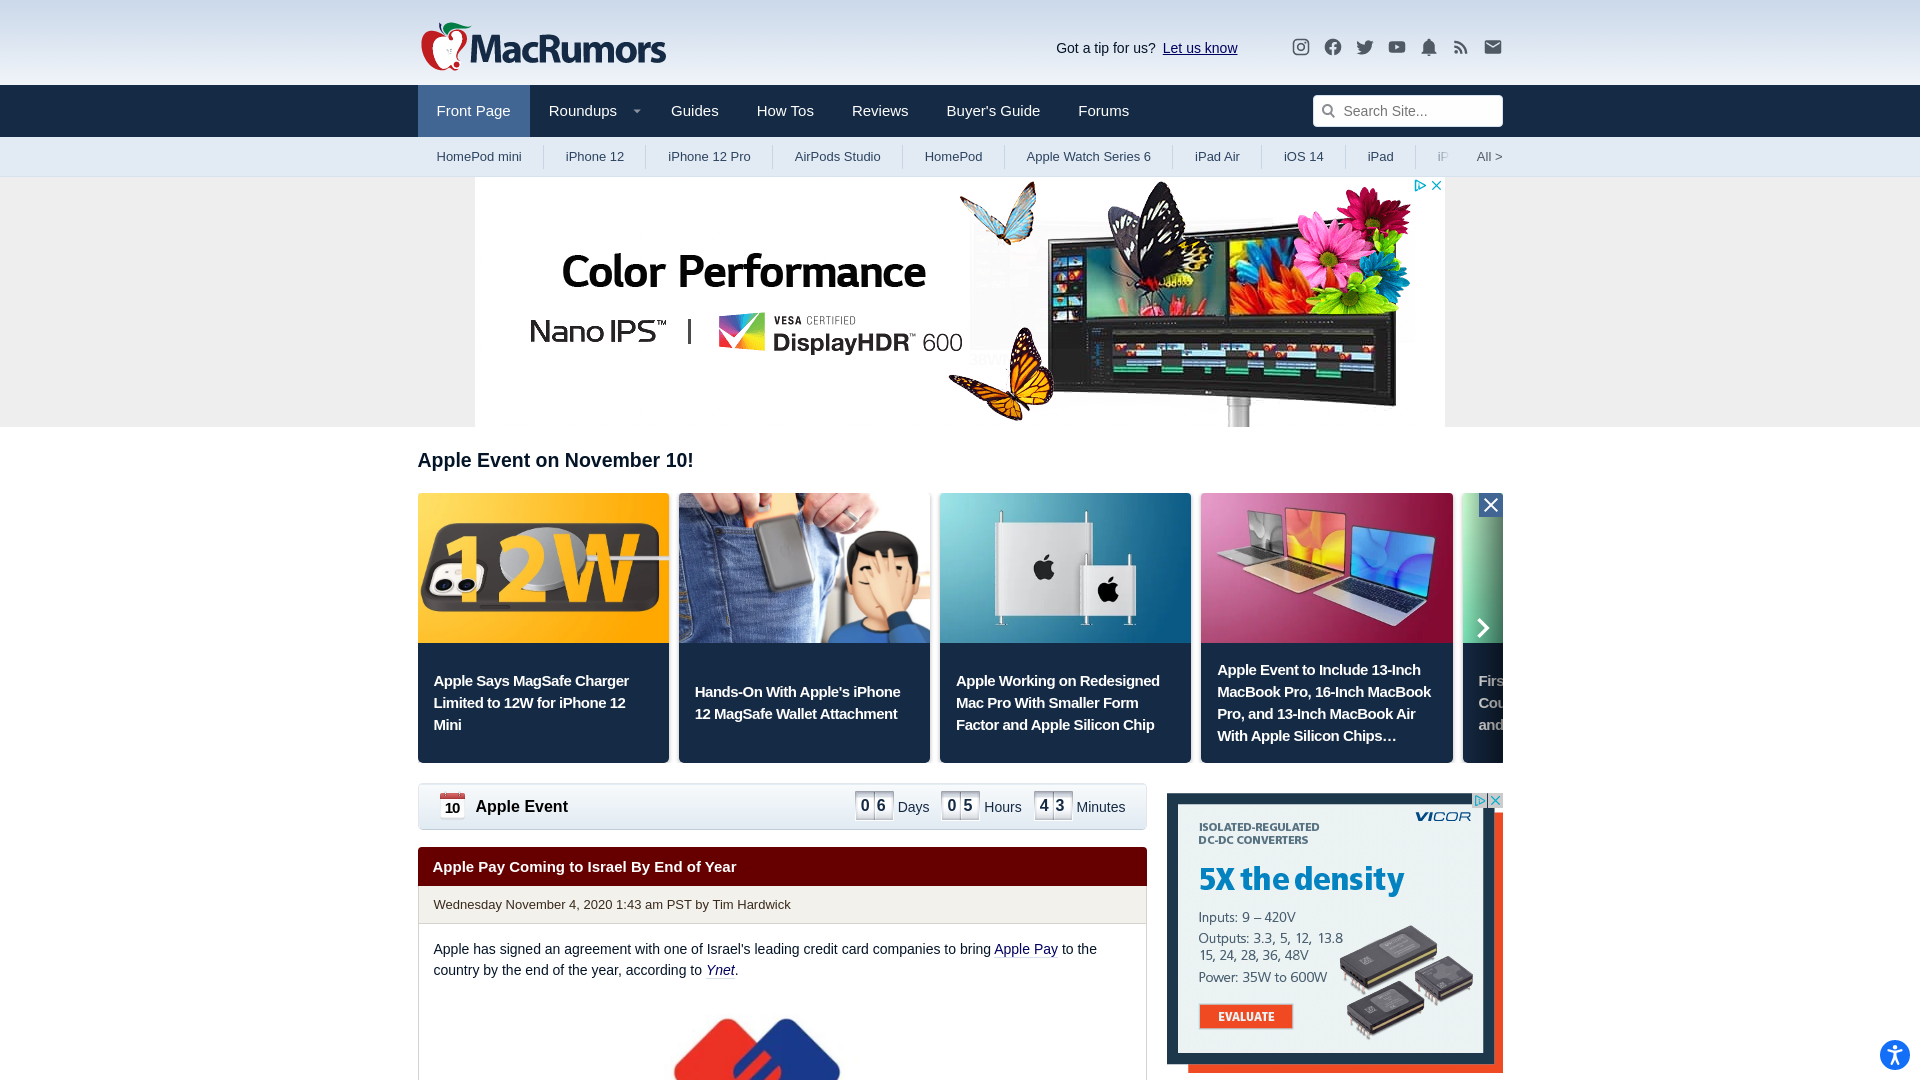 MacRumors
Got a tip for us? Let us know
Front Page
Roundups
Guides
How Tos
Reviews
Buyer's Guide
Forums
Search Site...
HomePod mini
iPhone 12
iPhone 12 Pro
AirPods Studio
HomePod
Apple Watch Series 6
iPad Air
iOS 14
iPad
iP
All >
Color Performance
Nano IPS™ | VESA CERTIFIED
DisplayHDR™ 600
Apple Event on November 10!
12W
Apple Says MagSafe Charger
Limited to 12W for iPhone 12
Mini
Hands-On With Apple's iPhone
12 MagSafe Wallet Attachment
Apple Working on Redesigned
Mac Pro With Smaller Form
Factor and Apple Silicon Chip
Apple Event to Include 13-Inch
MacBook Pro, 16-Inch MacBook
Pro, and 13-Inch MacBook Air
With Apple Silicon Chips…
Firs
Cou
and
10 Apple Event
06 Days 05 Hours 43 Minutes
Apple Pay Coming to Israel By End of Year
Wednesday November 4, 2020 1:43 am PST by Tim Hardwick
Apple has signed an agreement with one of Israel's leading credit card companies to bring Apple Pay to the
country by the end of the year, according to Ynet.
VICOR
ISOLATED-REGULATED
DC-DC CONVERTERS
5X the density
Inputs: 9 – 420V
Outputs: 3.3, 5, 12, 13.8
15, 24, 28, 36, 48V
Power: 35W to 600W
EVALUATE